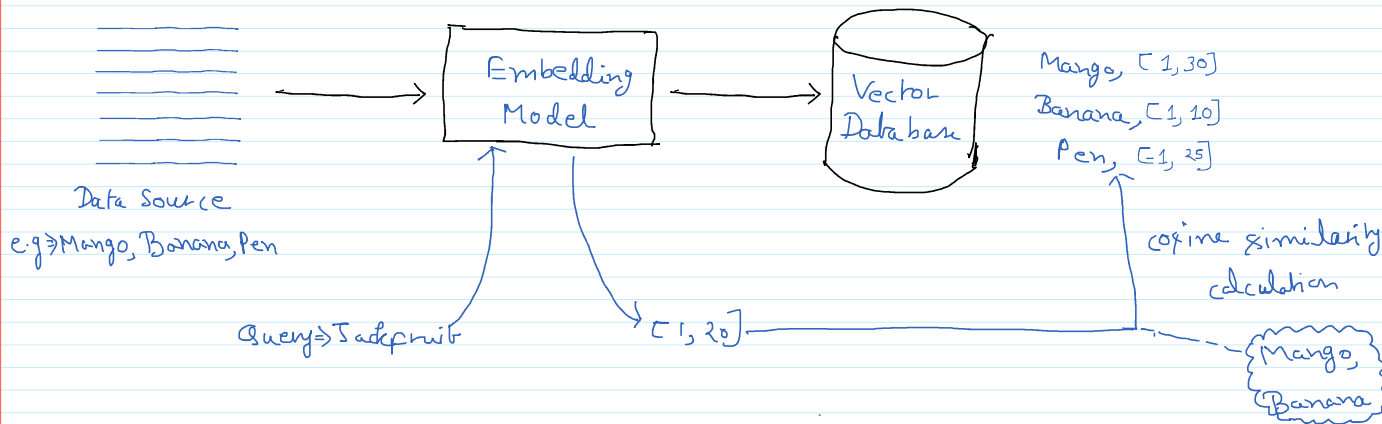 Embedding
Model
Vector
Database
Mango, [1,30]
Banana, [1, 10]
Pen, [-1, 25]
Data Source
e.g⇒Mango, Banana, Pen
cosine similarity
calculation
Query⇒Jackfruit
[1, 20]
Mango,
Banana